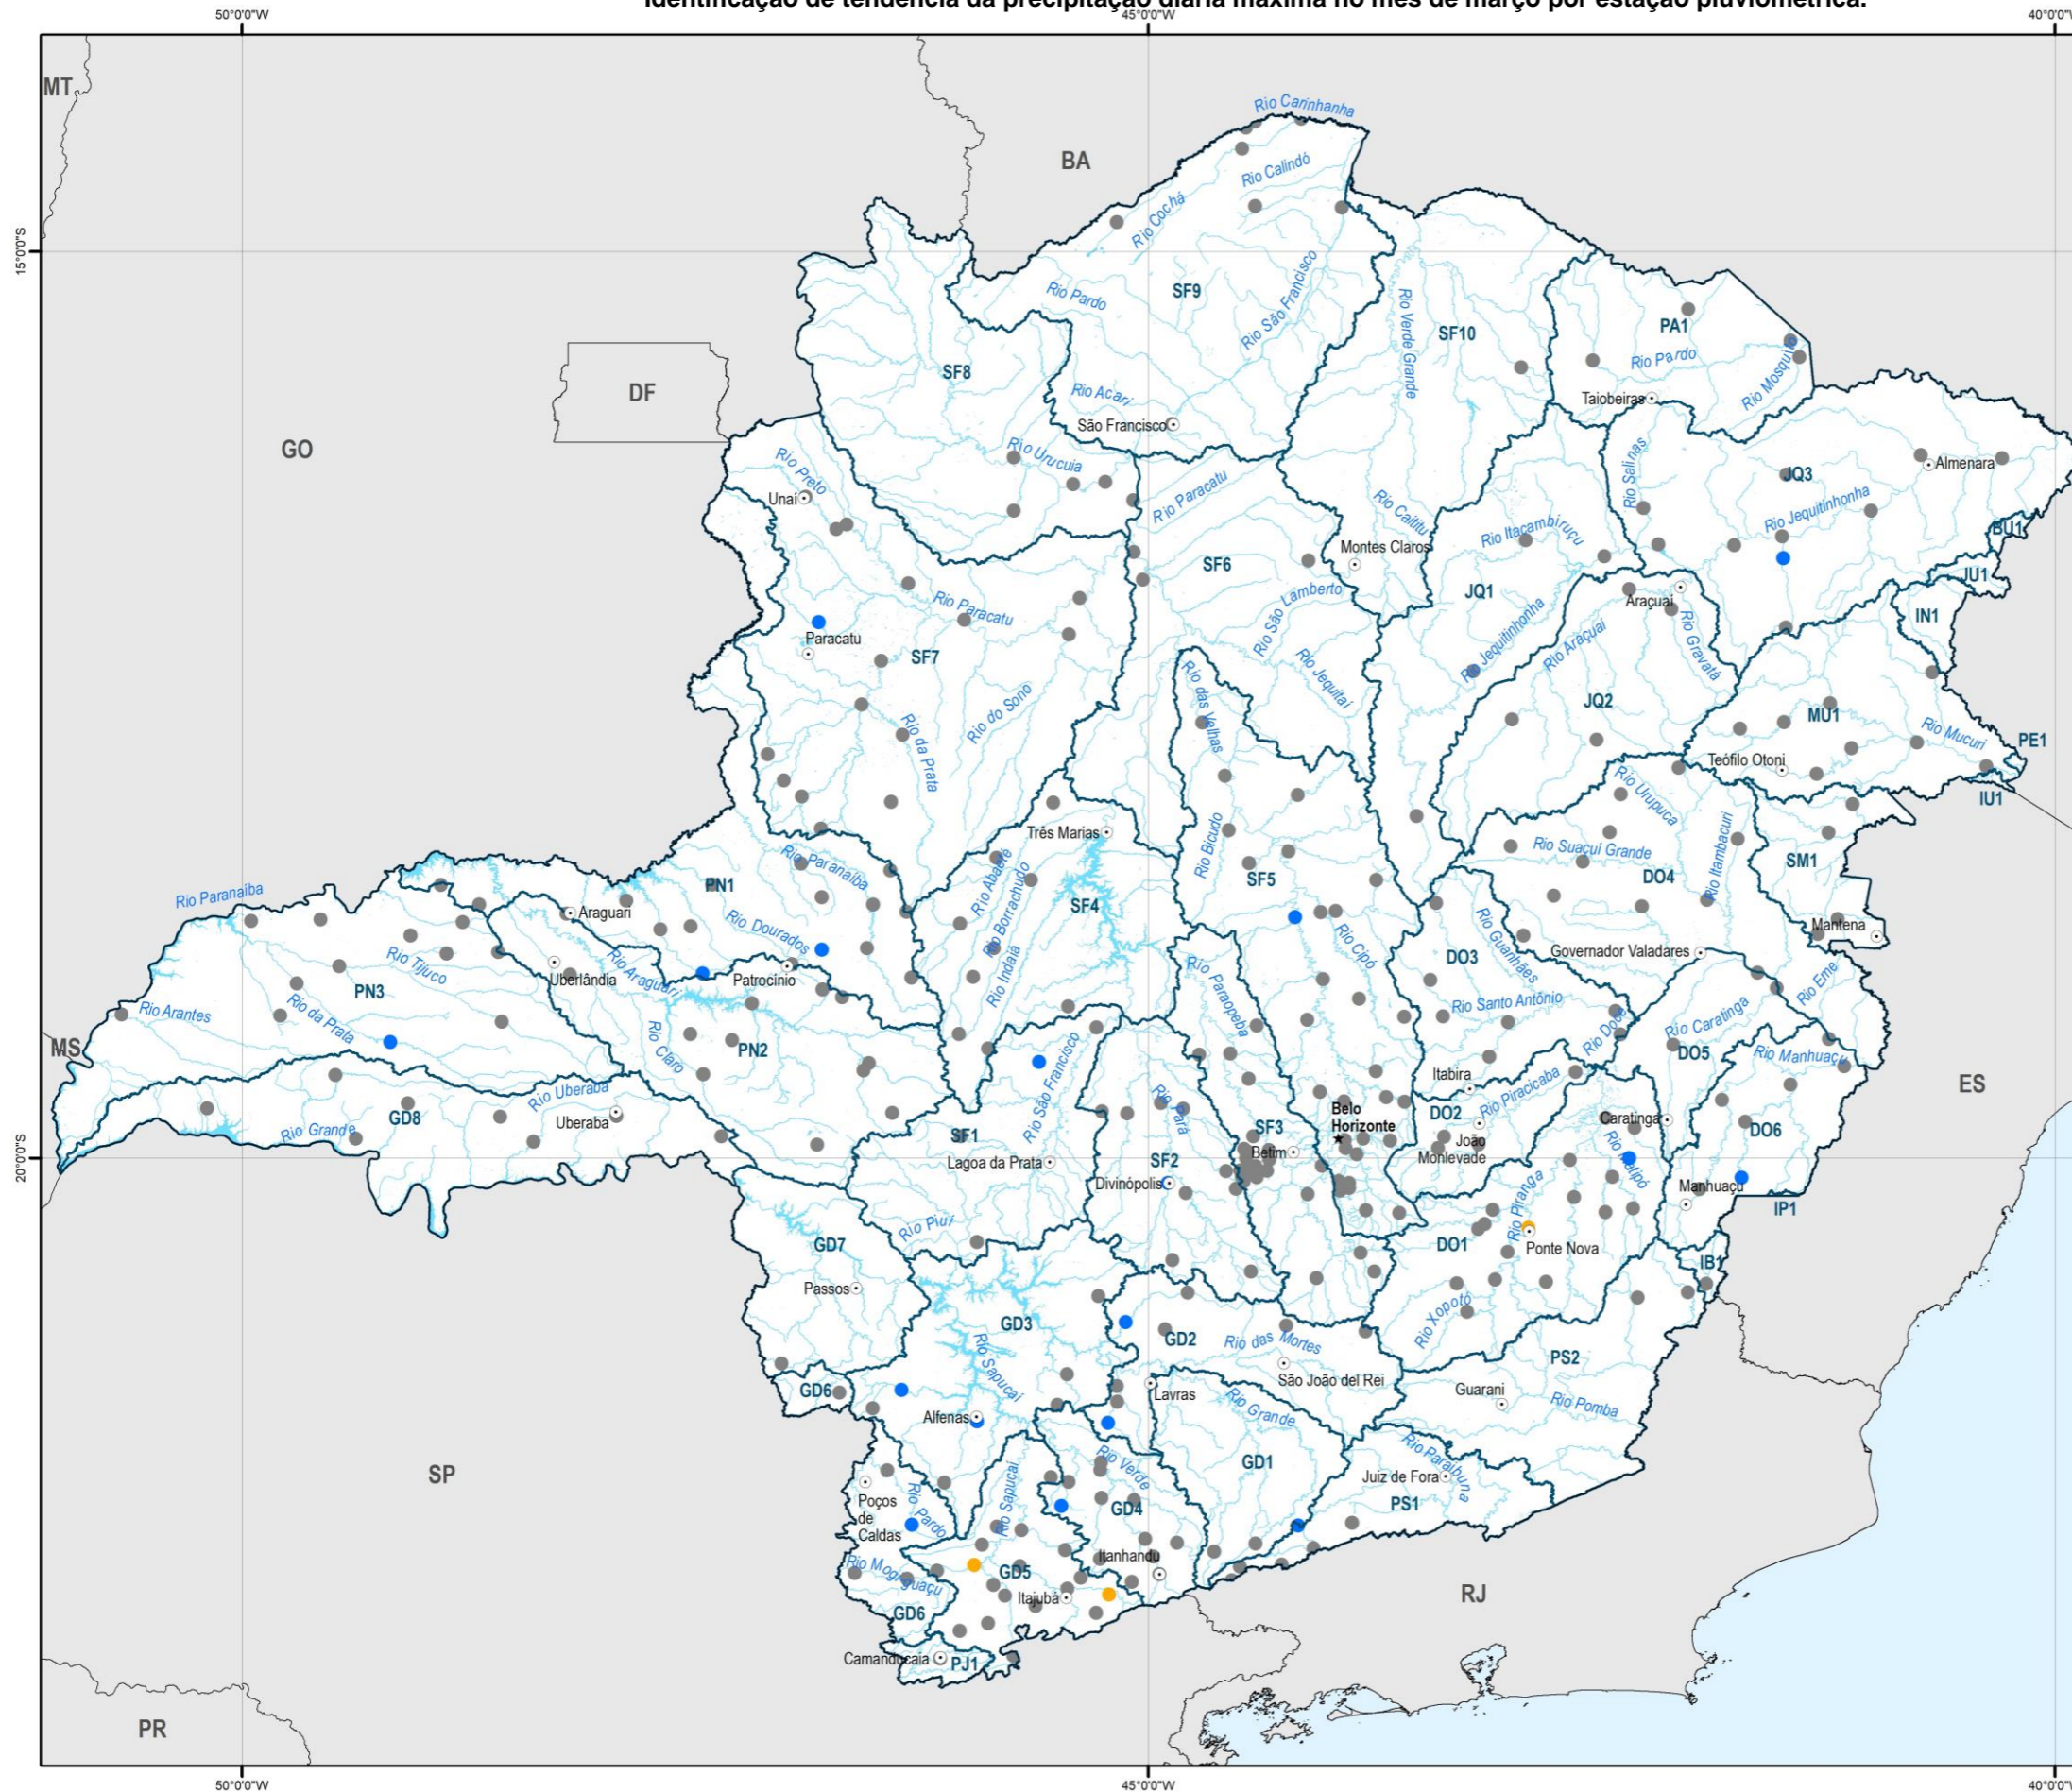 Identificação de tendência da precipitação diária máxima no mês de março por estação pluviométrica.
50°0'0"W
45°0'0"W
MT
Rio Carinhanha
BA
Rio Calindó
Rio Cochá
15°0'0"S
Rio Pardo
SF9
Rio São Francisco
Rio Verde Grande
SF10
PA1
Rio Pardo
Rio Mosquito
SF8
DF
Rio Acari
Taiobeiras
São Francisco
GO
Rio Preto
Rio Urucuia
Rio Salinas
Almenara
JQ3
Unaí
Rio Paracatu
Rio Caititu
Rio Jequitinhonha
BU1
Rio Itacambiruçu
Montes Claros
SF6
JU1
Rio São Lamberto
JQ1
Araçuaí
Rio Paracatu
IN1
Paracatu
SF7
Rio Jequitinhonha
Rio Araçuaí
Rio Gravatá
Rio das Velhas
Rio Jequitaí
JQ2
MU1
Rio do Sono
Rio da Prata
Rio Mucuri
PE1
Teófilo Otoni
Rio Urupuca
IU1
Três Marias
Rio Bicudo
Rio Suaçuí Grande
Rio Itambacuri
SM1
Rio Paranaíba
PN1
Rio Abaeté
Rio Borrachudo
SF5
DO4
Rio Paranaíba
SF4
Araguari
Rio Dourados
Rio Cipó
DO3
Rio Guanhães
Mantena
Rio Tijuco
Rio Araguari
Patrocínio
Rio Indaiá
Rio Paraopeba
Governador Valadares
Uberlândia
PN3
Rio Eme
Rio Arantes
Rio da Prata
Rio Santo Antônio
Rio Caratinga
MS
Rio Claro
PN2
Rio São Francisco
Rio Doce
DO5
Rio Manhuaçu
Itabira
ES
Rio Uberaba
Rio Pará
Rio Piracicaba
GD8
Uberaba
Belo
Horizonte
DO2
Caratinga
Rio Grande
SF1
SF3
João
Monlevade
DO6
20°0'0"S
Lagoa da Prata
SF2
Betim
Rio Matipó
Divinópolis
Manhuaçu
Rio Piranga
IP1
Rio Piuí
GD7
DO1
Ponte Nova
IB1
Passos
GD3
Rio Xopotó
GD2
Rio das Mortes
Rio Sapucaí
PS2
GD6
São João del Rei
Lavras
Guarani
Alfenas
Rio Grande
Rio Pomba
SP
Rio Verde
GD1
Rio Paraibuna
Juiz de Fora
Rio Sapucaí
Poços
de
Caldas
Rio Pardo
GD4
PS1
Itanhandu
Rio Mogi-guaçu
GD5
Itajubá
RJ
GD6
Camanducaia
PJ1
PR
50°0'0"W
45°0'0"W